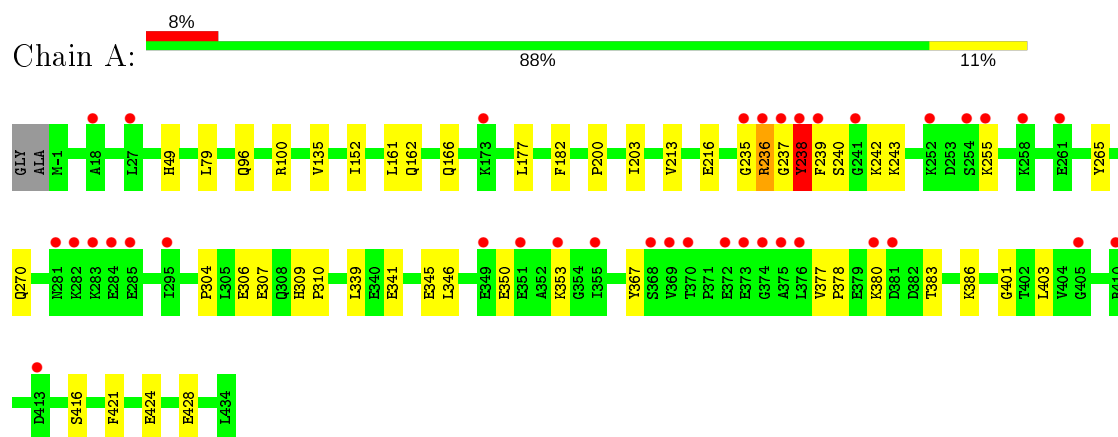 8%
Chain A:
88% 11%
GLY ALA M-1 A18 L27 H49 L79 Q96 R100 V135 I152 L161 Q162 Q166 K173 L177 F182 P200 I203 V213 E216 G235 R236 G237 Y238 F239 S240 G241 K242 K243 K252 D253 S254 K255 K258 E261 Y265
Q270 N281 K282 K283 E284 E285 I295 P304 L305 E306 E307 Q308 H309 P310 L339 E340 E341 E345 L346 E349 E350 E351 A352 K353 G354 I355 Y367 S368 V369 T370 P371 E372 E373 G374 A375 L376 V377 P378 E379 K380 D381 D382 T383 K386 G401 T402 L403 V404 G405
D413 S416 F421 E424 E428 L434